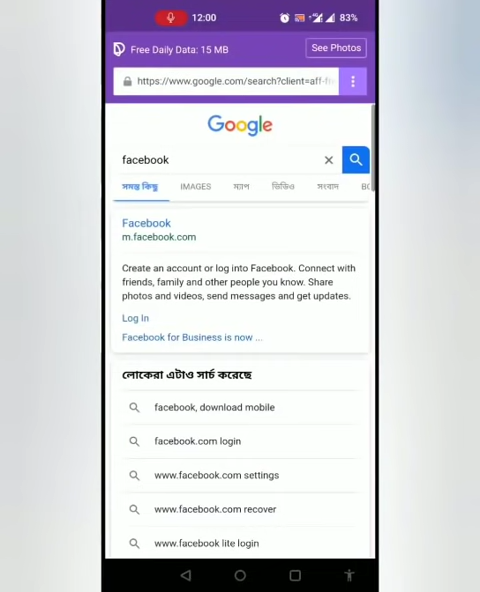 12:00
83%
Free Daily Data: 15 MB
See Photos
https://www.google.com/search?client=aff-fr
Google
facebook
সমস্ত কিছু IMAGES ম্যাপ ভিডিও সংবাদ
Facebook
m.facebook.com
Create an account or log into Facebook. Connect with
friends, family and other people you know. Share
photos and videos, send messages and get updates.
Log In
Facebook for Business is now ...
লোকেরা এটাও সার্চ করেছে
facebook, download mobile
facebook.com login
www.facebook.com settings
www.facebook.com recover
www.facebook lite login